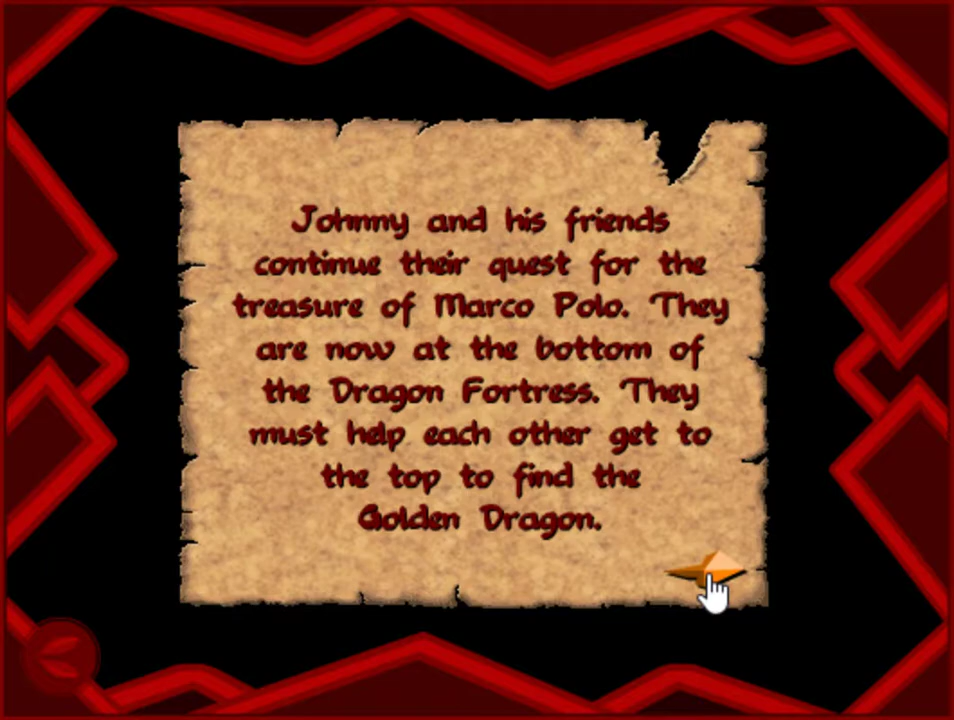 Johnny and his friends
continue their quest for the
treasure of Marco Polo. They
are now at the bottom of
the Dragon Fortress. They
must help each other get to
the top to find the
Golden Dragon.